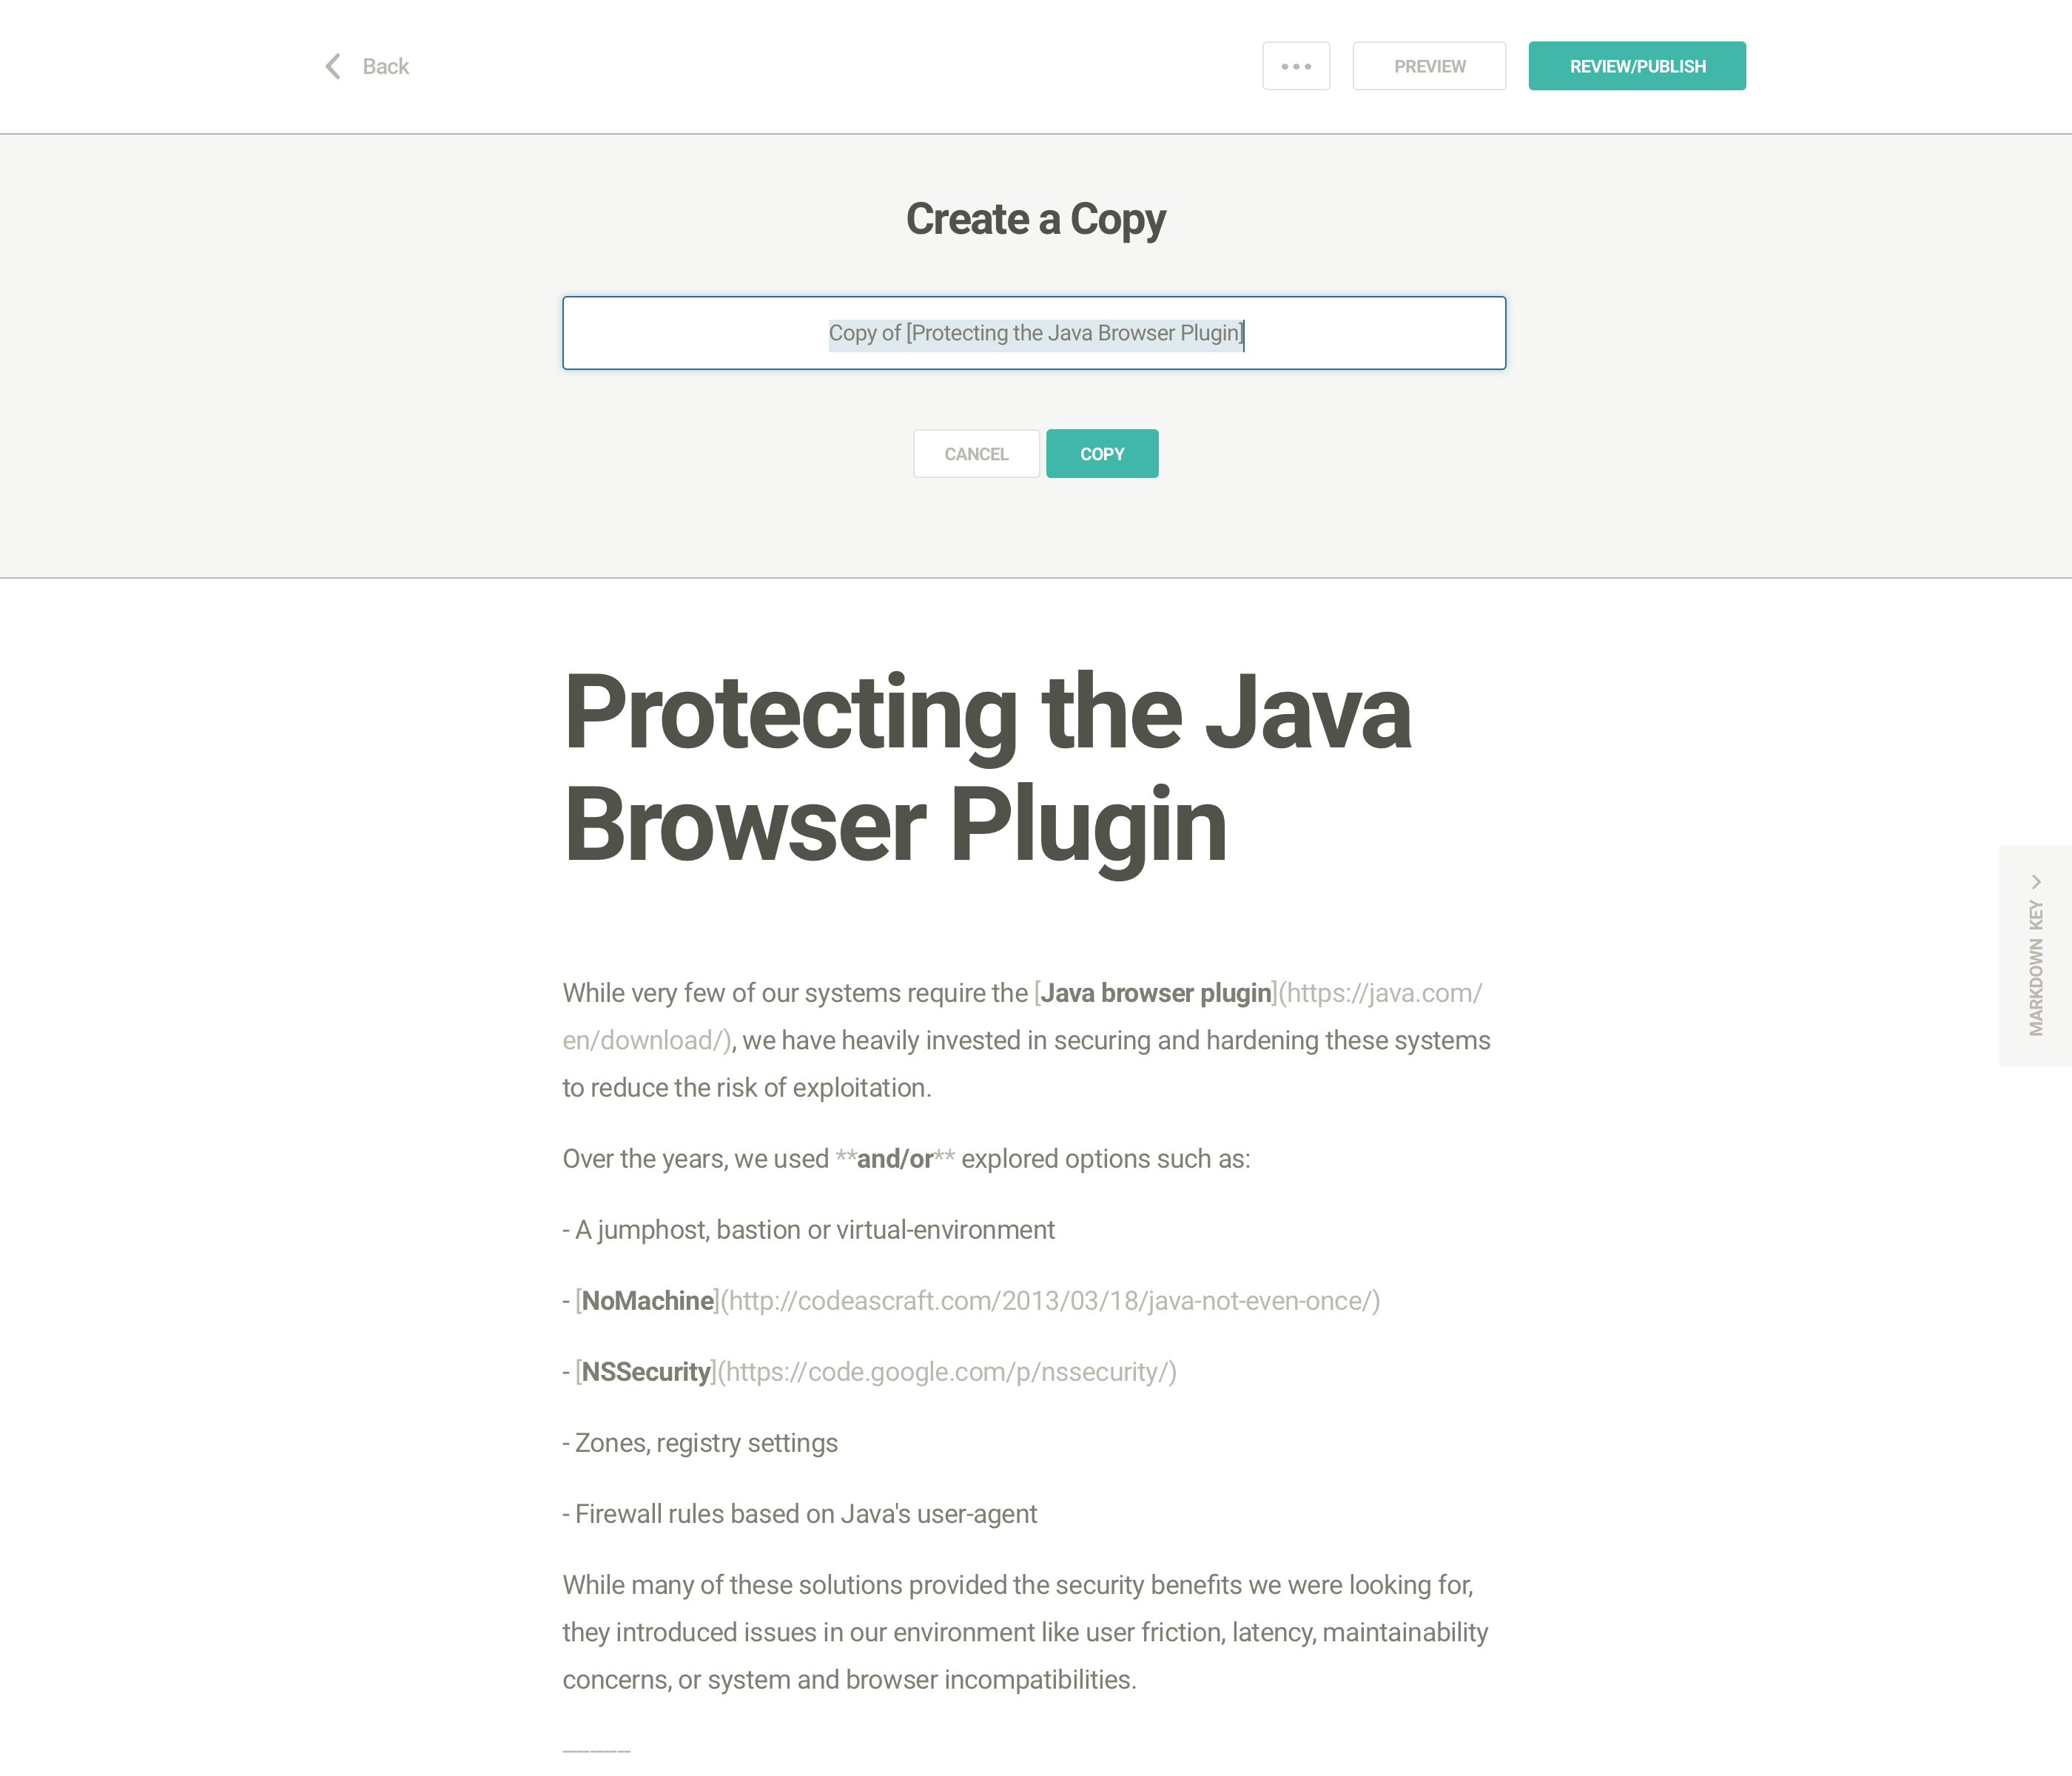 Back
••• PREVIEW REVIEW/PUBLISH
Create a Copy
Copy of [Protecting the Java Browser Plugin]
CANCEL COPY
Protecting the Java
Browser Plugin
MARKDOWN KEY
While very few of our systems require the [Java browser plugin](https://java.com/
en/download/), we have heavily invested in securing and hardening these systems
to reduce the risk of exploitation.
Over the years, we used **and/or** explored options such as:
- A jumphost, bastion or virtual-environment
- [NoMachine](http://codeascraft.com/2013/03/18/java-not-even-once/)
- [NSSecurity](https://code.google.com/p/nssecurity/)
- Zones, registry settings
- Firewall rules based on Java's user-agent
While many of these solutions provided the security benefits we were looking for,
they introduced issues in our environment like user friction, latency, maintainability
concerns, or system and browser incompatibilities.
----------